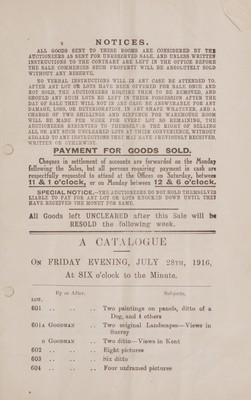 NOTICES.
ALL GOODS SENT TO THESE ROOMS ARE CONSIDERED BY THE
AUCTIONEERS AS SENT FOR UNRESERVED SALE, AND UNLESS WRITTEN
INSTRUCTIONS TO THE CONTRARY ARE LEFT IN THE OFFICE BEFORE
THE SALE COMMENCES SUCH PROPERTY WILL BE ABSOLUTELY SOLD
WITHOUT ANY RESERVE.
NO VERBAL INSTRUCTIONS WILL IN ANY CASE BE ATTENDED TO.
AFTER ANY LOT OR LOTS HAVE BEEN OFFERED FOR SALE ONCE AND
NOT SOLD, THE AUCTIONEERS REQUIRE THEM TO BE REMOVED, AND
SHOULD ANY SUCH LOTS BE LEFT IN THEIR POSSESSION AFTER THE
DAY OF SALE THEY WILL NOT IN ANY CASE BE ANSWERABLE FOR ANY
DAMAGE, LOSS, OR DETERIORATION, IN ANY SHAPE WHATEVER, AND A
CHARGE OF TWO SHILLINGS AND SIXPENCE FOR WAREHOUSE ROOM
WILL BE MADE PER WEEK FOR EVERY LOT SO REMAINING, THE
AUCTIONEERS RESERVING TO THEMSELVES THE RIGHT OF SELLING
ALL OR ANY SUCH UNCLEARED LOTS AT THEIR CONVENIENCE, WITHOUT
REGARD TO ANY INSTRUCTIONS THEY MAY HAVE PREVIOUSLY RECEIVED,
WRITTEN OR OTHERWISE.
PAYMENT FOR GOODS SOLD.
Cheques in settlement of accounts are forwarded on the Monday
following the Sales, but all persons requiring payment in cash are
respectfully requested to attend at the Offices on Saturday, between
11 & 1 o'clock, or on Monday between 12 & 6 o'clock.
SPECIAL NOTICE.—THE AUCTIONEERS DO NOT HOLD THEMSELVES
LIABLE TO PAY FOR ANY LOT OR LOTS KNOCKED DOWN UNTIL THEY
HAVE RECEIVED THE MONEY FOR SAME.
All Goods left UNCLEARED after this Sale will be
RESOLD the following week.
A CATALOGUE
ON FRIDAY EVENING, JULY 28TH, 1916,
At SIX o'clock to the Minute.
By or After. Subjects.
LOT.
601 .. .. .. Two paintings on panels, ditto of a
Dog, and 4 others
601A GOODMAN .. Two original Landscapes—Views in
Surrey
B GOODMAN .. Two ditto—Views in Kent
602 .. .. .. Eight pictures
603 .. .. .. Six ditto
604 .. .. .. Four unframed pictures